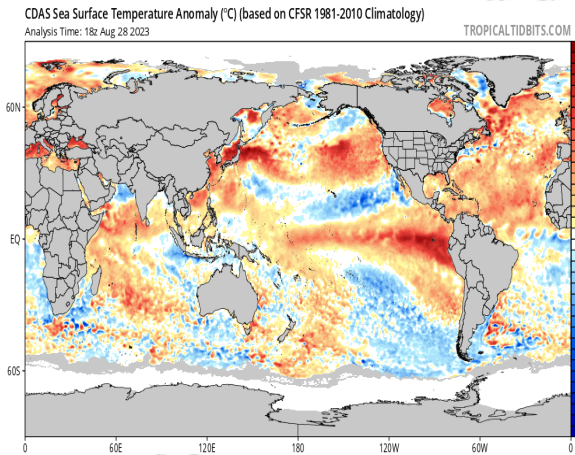 CDAS Sea Surface Temperature Anomaly (°C) (based on CFSR 1981-2010 Climatology)
Analysis Time: 18z Aug 28 2023
TROPICALTIDBITS.COM
60N
EQ
60S
0
60E
120E
180
120W
60W
0